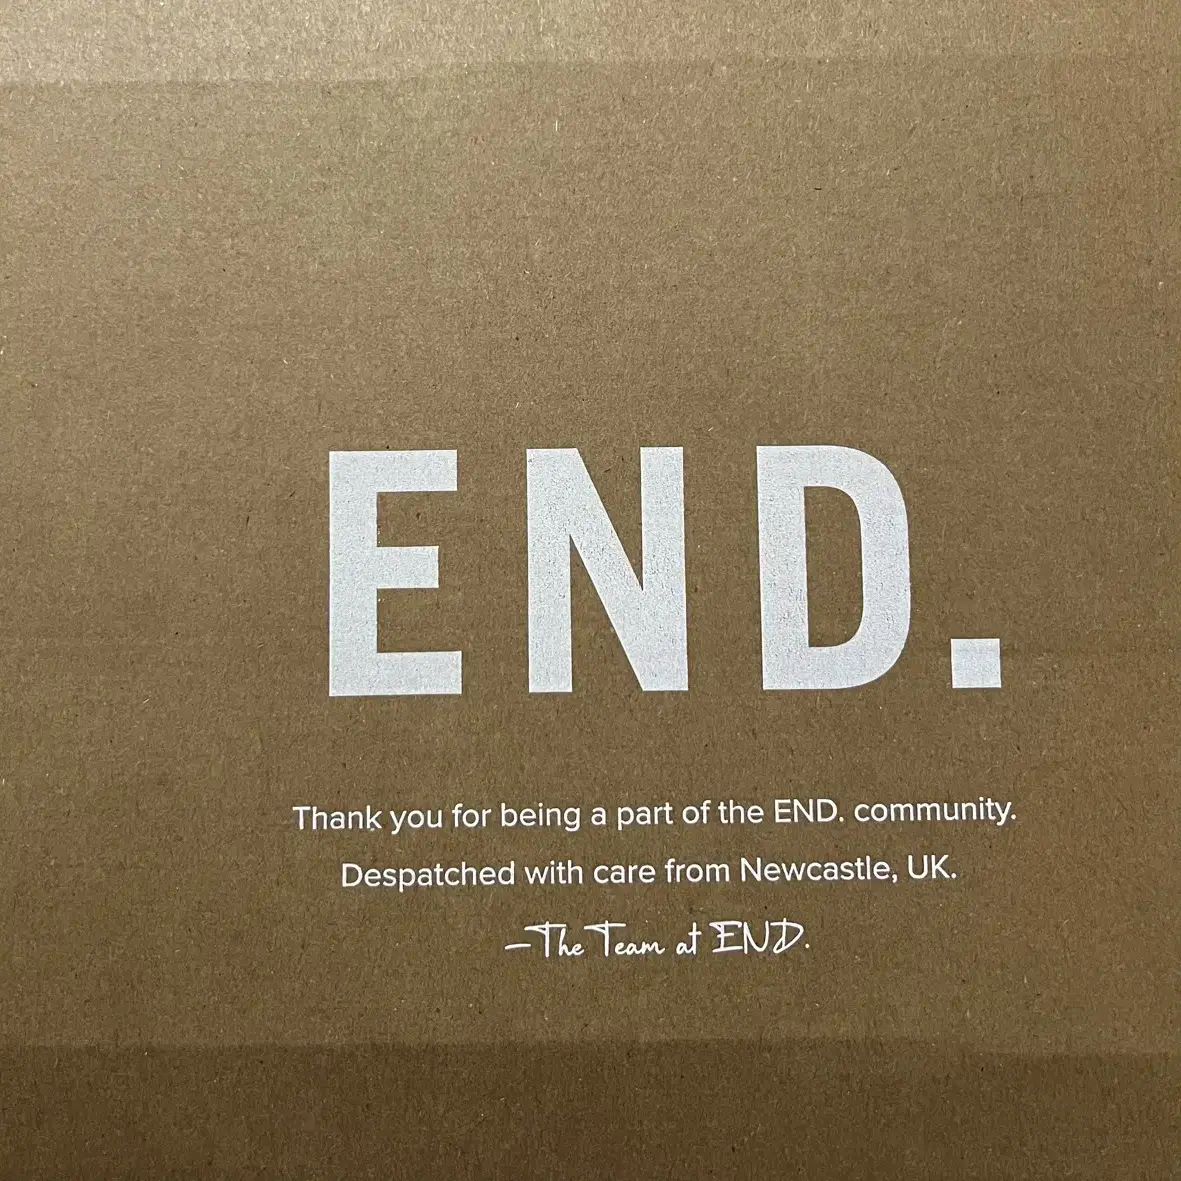 END.
Thank you for being a part of the END. community.
Despatched with care from Newcastle, UK.
—The Team at END.